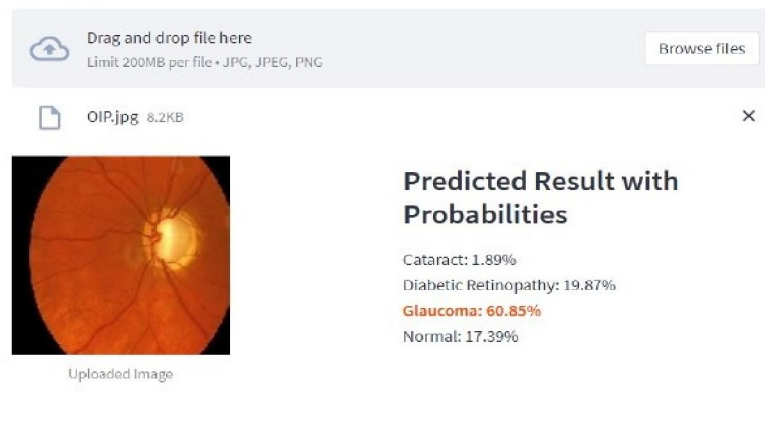 Drag and drop file here
Limit 200MB per file • JPG, JPEG, PNG
Browse files
OIP.jpg 8.2KB
Predicted Result with
Probabilities
Cataract: 1.89%
Diabetic Retinopathy: 19.87%
Glaucoma: 60.85%
Normal: 17.39%
Uploaded Image